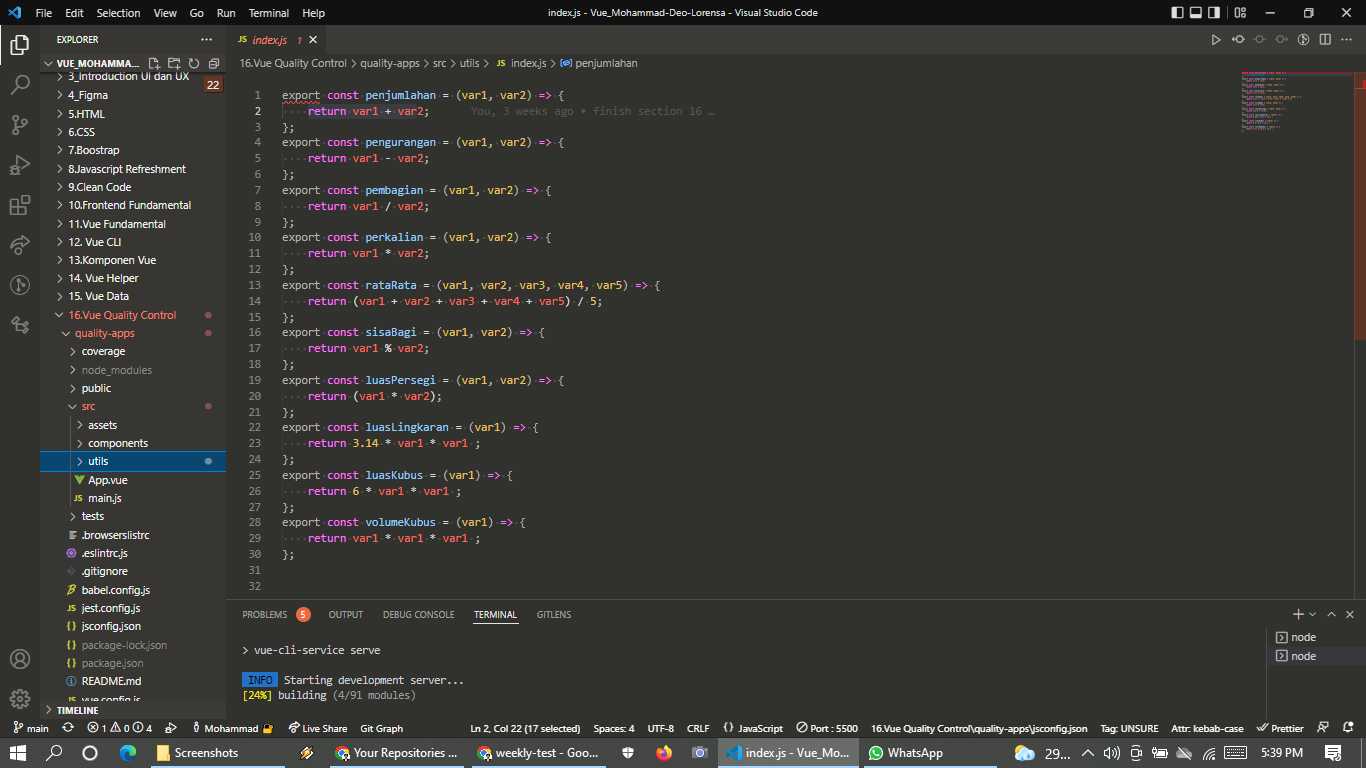 File Edit Selection View Go Run Terminal Help index.js - Vue_Mohammad-Deo-Lorensa - Visual Studio Code
EXPLORER
VUE_MOHAMMA...
3_Introduction UI dan UX
22
4_Figma
5.HTML
6.CSS
7.Boostrap
8.Javascript Refreshment
9.Clean Code
10.Frontend Fundamental
11.Vue Fundamental
12. Vue CLI
13.Komponen Vue
14. Vue Helper
15. Vue Data
16.Vue Quality Control
quality-apps
coverage
node_modules
public
src
assets
components
utils
App.vue
JS main.js
tests
.browserslistrc
.eslintrc.js
.gitignore
babel.config.js
JS jest.config.js
{} jsconfig.json
{} package-lock.json
{} package.json
README.md
vue.config.js
TIMELINE
JS index.js 1
16.Vue Quality Control > quality-apps > src > utils > JS index.js > penjumlahan
1 export const penjumlahan = (var1, var2) => {
2 return var1 + var2; You, 3 weeks ago • finish section 16 …
3 };
4 export const pengurangan = (var1, var2) => {
5 return var1 - var2;
6 };
7 export const pembagian = (var1, var2) => {
8 return var1 / var2;
9 };
10 export const perkalian = (var1, var2) => {
11 return var1 * var2;
12 };
13 export const rataRata = (var1, var2, var3, var4, var5) => {
14 return (var1 + var2 + var3 + var4 + var5) / 5;
15 };
16 export const sisaBagi = (var1, var2) => {
17 return var1 % var2;
18 };
19 export const luasPersegi = (var1, var2) => {
20 return (var1 * var2);
21 };
22 export const luasLingkaran = (var1) => {
23 return 3.14 * var1 * var1 ;
24 };
25 export const luasKubus = (var1) => {
26 return 6 * var1 * var1 ;
27 };
28 export const volumeKubus = (var1) => {
29 return var1 * var1 * var1 ;
30 };
31
32
PROBLEMS 5 OUTPUT DEBUG CONSOLE TERMINAL GITLENS
> vue-cli-service serve
INFO Starting development server...
[24%] building (4/91 modules)
node
node
main 1 0 4 Mohammad Live Share Git Graph Ln 2, Col 22 (17 selected) Spaces: 4 UTF-8 CRLF {} JavaScript Port : 5500 16.Vue Quality Control\quality-apps\jsconfig.json Tag: UNSURE Attr: kebab-case Prettier
Screenshots Your Repositories ... weekly-test - Goo... index.js - Vue_Mo... WhatsApp 29... 5:39 PM